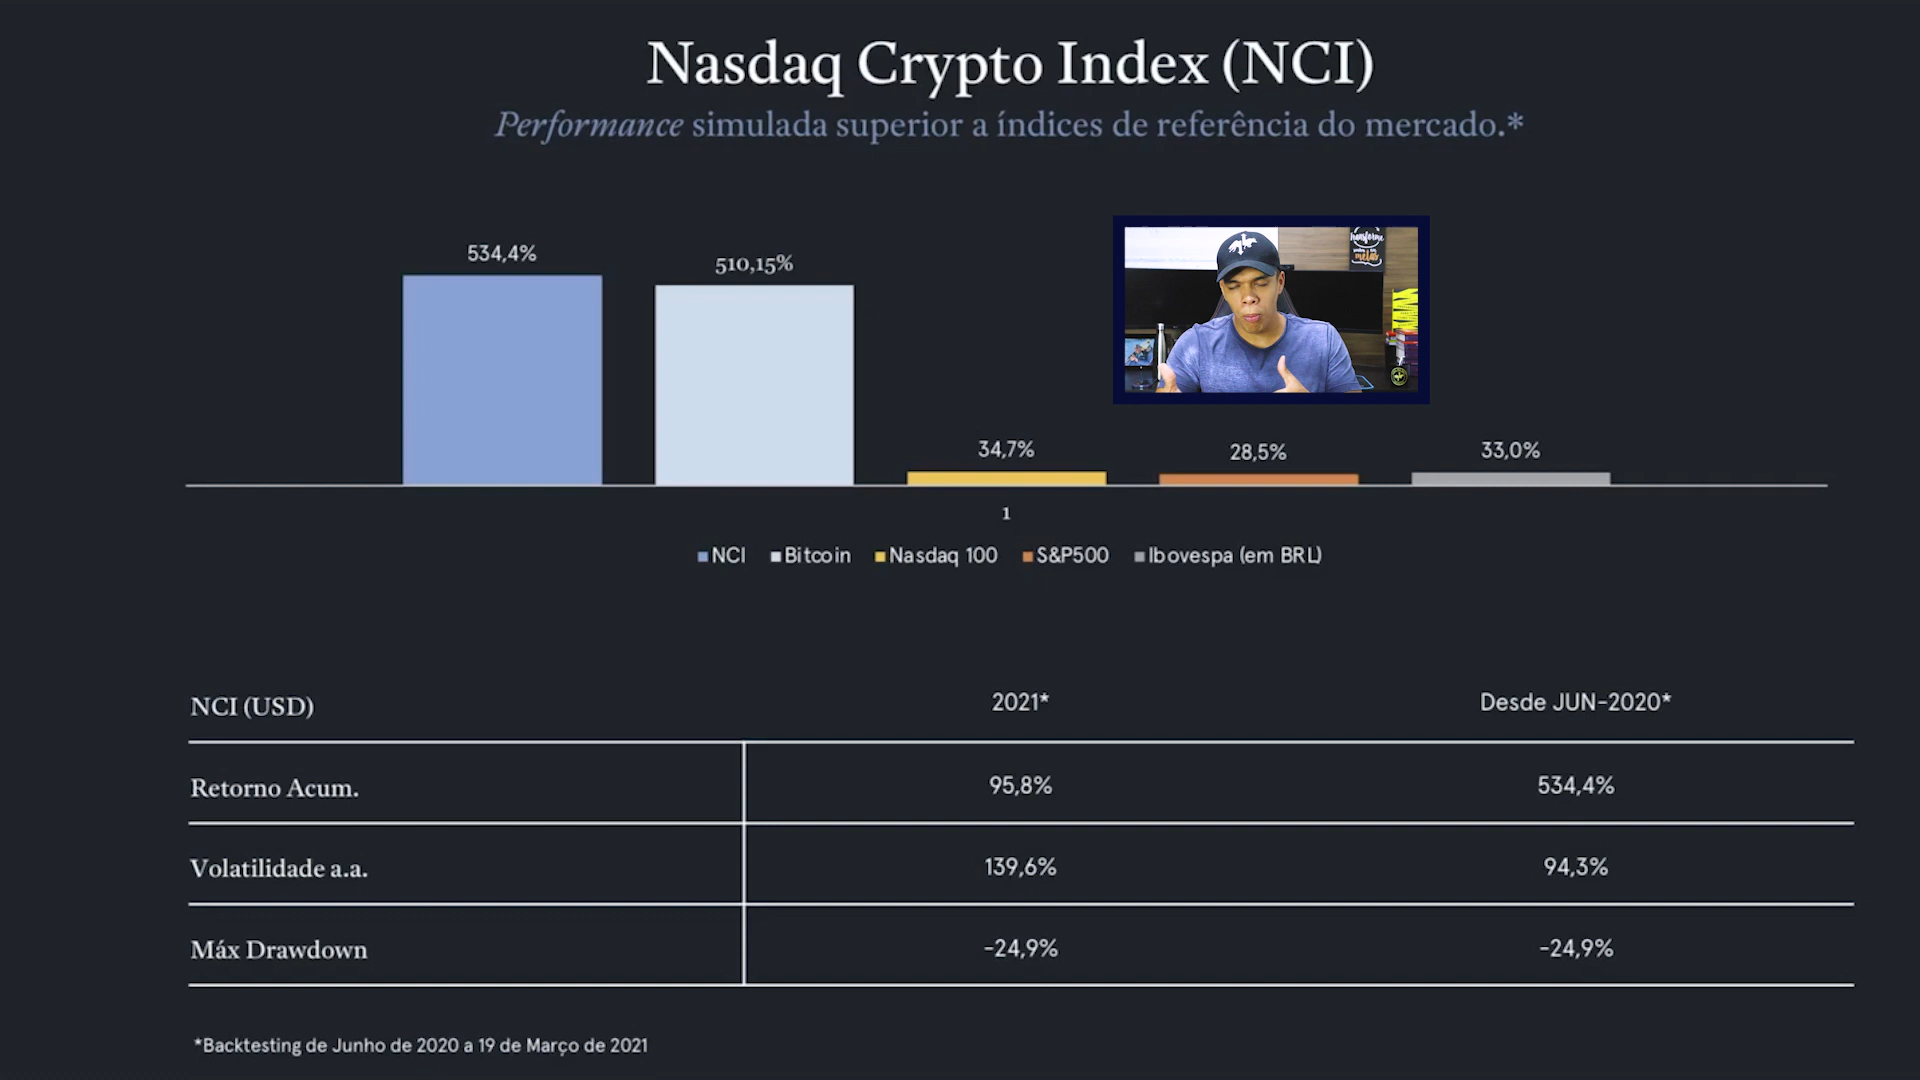 Nasdaq Crypto Index (NCI)
Performance simulada superior a índices de referência do mercado.*
534,4%
510,15%
Transforme
metas
34,7%
28,5%
33,0%
1
NCI Bitcoin Nasdaq 100 S&P500 Ibovespa (em BRL)
NCI (USD) 2021* Desde JUN-2020*
Retorno Acum. 95,8% 534,4%
Volatilidade a.a. 139,6% 94,3%
Máx Drawdown -24,9% -24,9%
*Backtesting de Junho de 2020 a 19 de Março de 2021